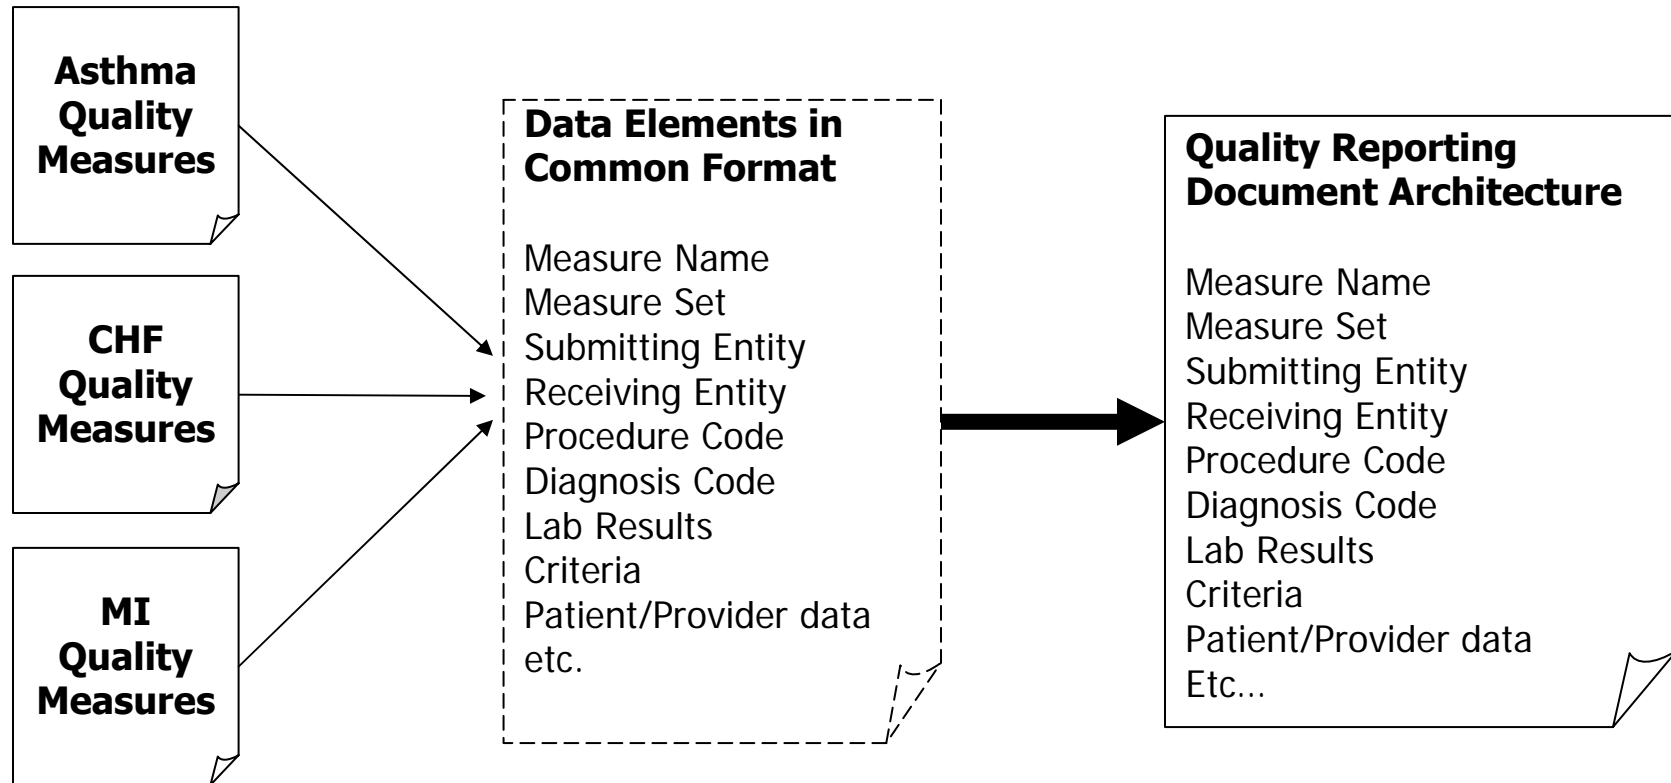 Asthma
Quality
Measures
CHF
Quality
Measures
MI
Quality
Measures
Data Elements in
Common Format
Measure Name
Measure Set
Submitting Entity
Receiving Entity
Procedure Code
Diagnosis Code
Lab Results
Criteria
Patient/Provider data
etc.
Quality Reporting
Document Architecture
Measure Name
Measure Set
Submitting Entity
Receiving Entity
Procedure Code
Diagnosis Code
Lab Results
Criteria
Patient/Provider data
Etc...